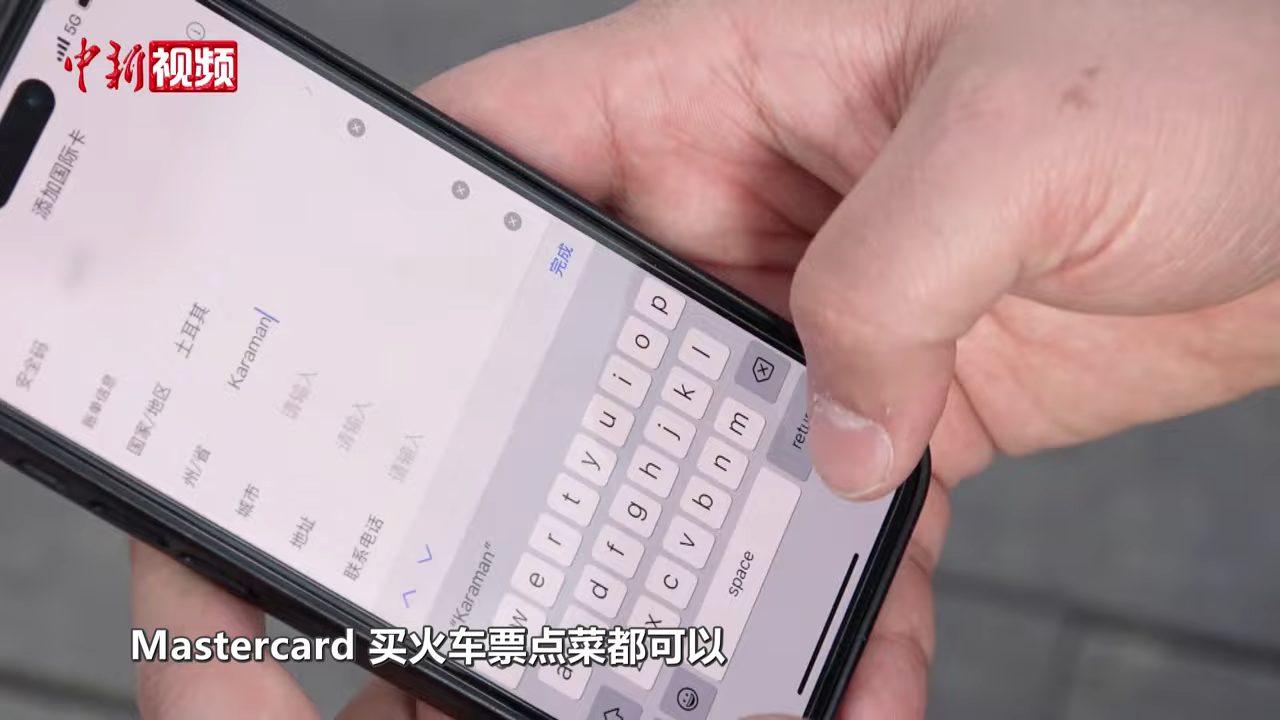 中新视频
5G
添加国际卡
安全码
账单信息
国家/地区 土耳其
州/省 Karaman
城市 请输入
地址 请输入
联系电话 请输入
完成
“Karaman”
w e r t y u i o p
a d f g h j k l
x c v b n m
space retu
Mastercard 买火车票点菜都可以